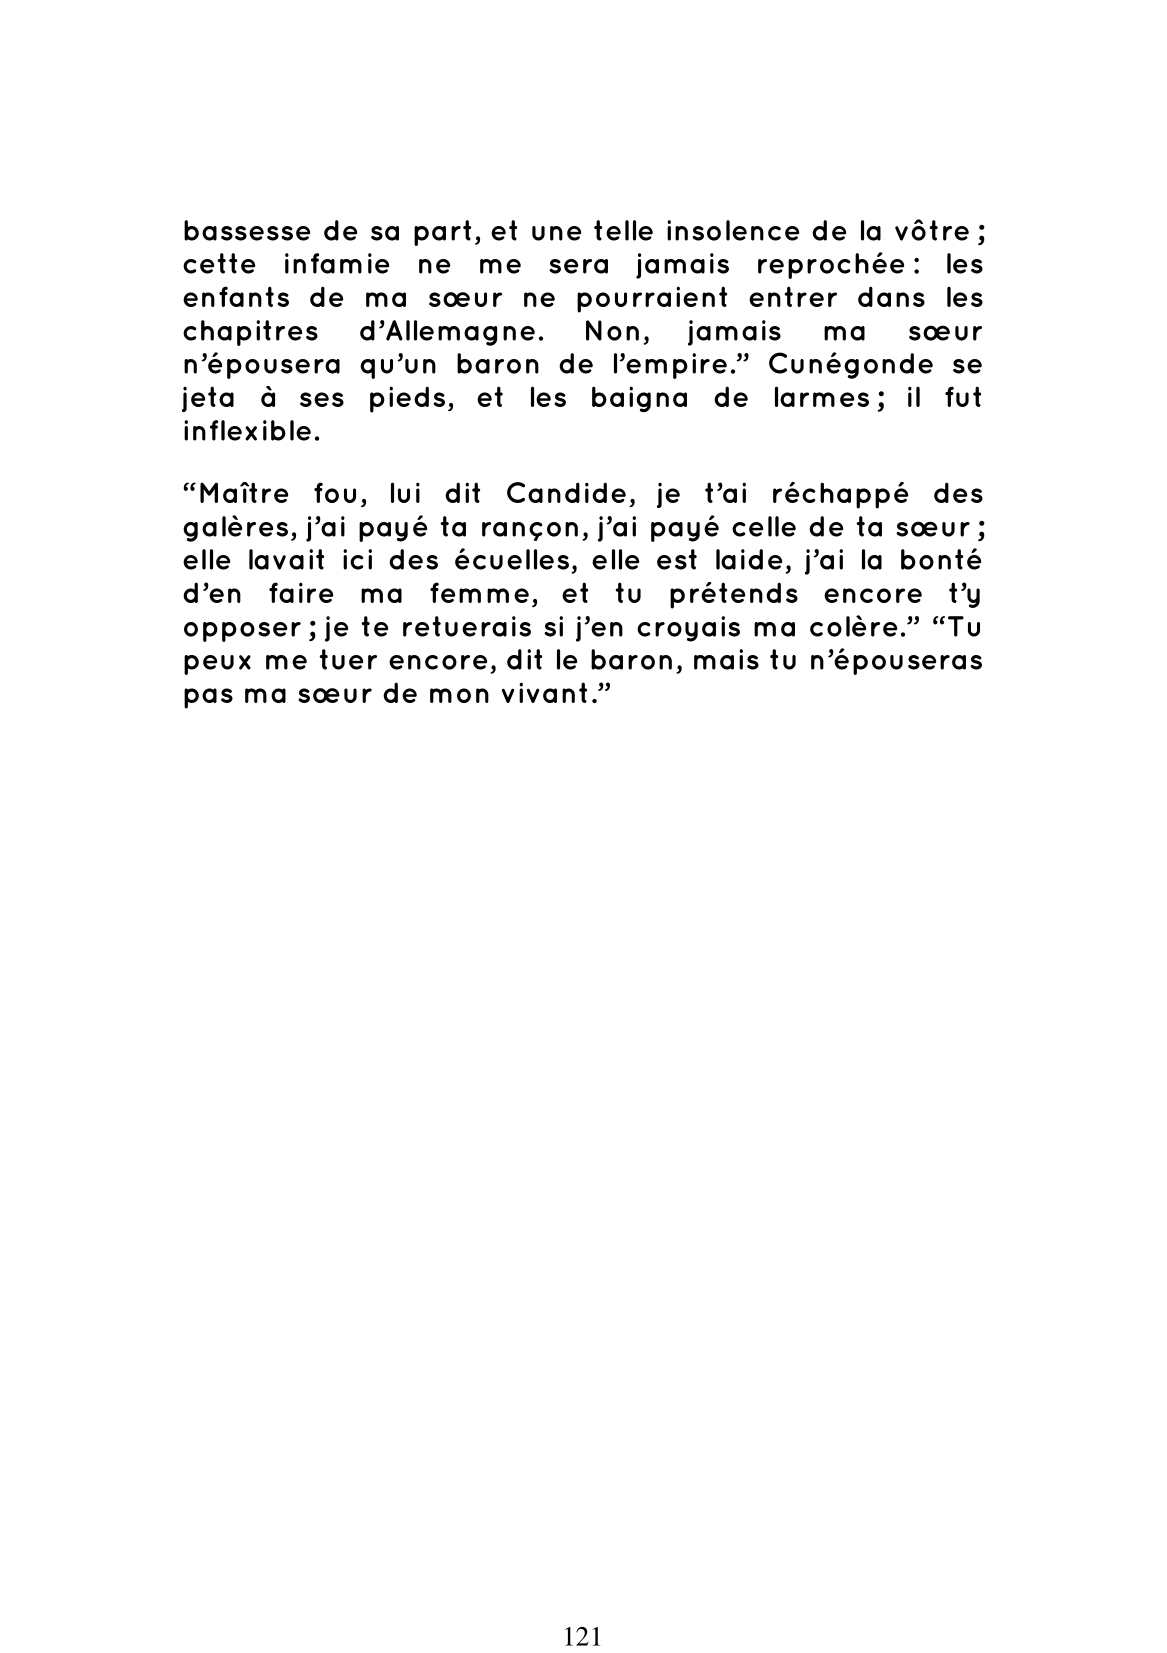 bassesse de sa part, et une telle insolence de la vôtre ;
cette infamie ne me sera jamais reprochée : les
enfants de ma sœur ne pourraient entrer dans les
chapitres d’Allemagne. Non, jamais ma sœur
n’épousera qu’un baron de l’empire.” Cunégonde se
jeta à ses pieds, et les baigna de larmes ; il fut
inflexible.
“Maître fou, lui dit Candide, je t’ai réchappé des
galères, j’ai payé ta rançon, j’ai payé celle de ta sœur ;
elle lavait ici des écuelles, elle est laide, j’ai la bonté
d’en faire ma femme, et tu prétends encore t’y
opposer ; je te retuerais si j’en croyais ma colère.” “Tu
peux me tuer encore, dit le baron, mais tu n’épouseras
pas ma sœur de mon vivant.”
121